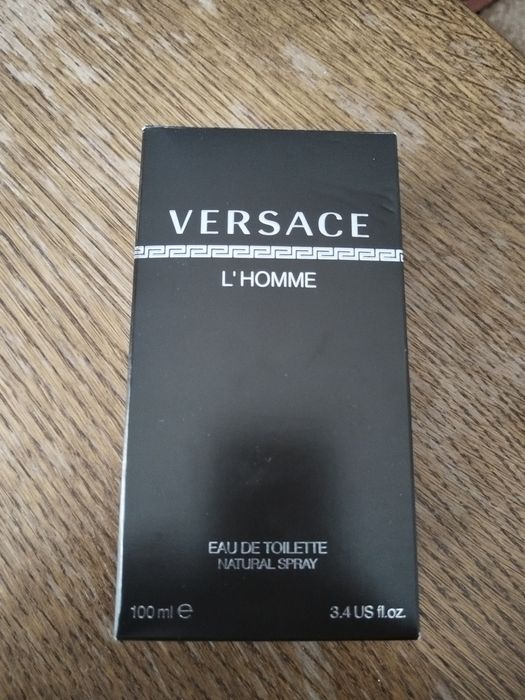 VERSACE
L'HOMME
EAU DE TOILETTE
NATURAL SPRAY
100 ml ℮ 3.4 US fl.oz.